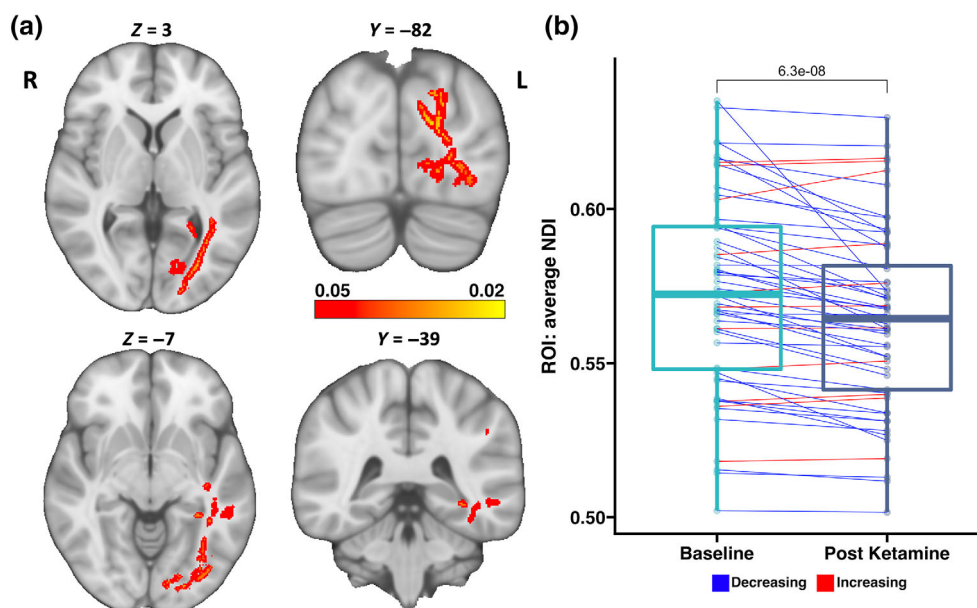 (a)
Z = 3
Y = −82
R
L
0.05
0.02
Z = −7
Y = −39
(b)
6.3e-08
ROI: average NDI
0.60
0.55
0.50
Baseline
Post Ketamine
Decreasing
Increasing